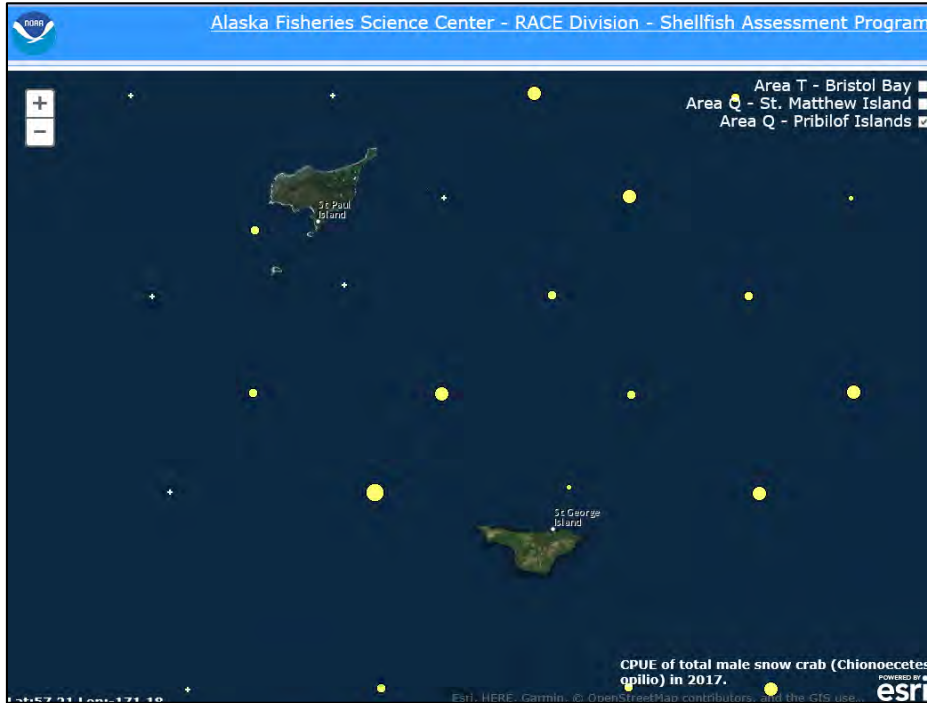 NOAA
Alaska Fisheries Science Center - RACE Division - Shellfish Assessment Program
+
−
Area T - Bristol Bay
Area Q - St. Matthew Island
Area Q - Pribilof Islands
St Paul
Island
St George
Island
CPUE of total male snow crab (Chionoecetes
opilio) in 2017.
Lat:57.21 Lon:-171.18
Esri, HERE, Garmin, © OpenStreetMap contributors, and the GIS use...
POWERED BY
esri